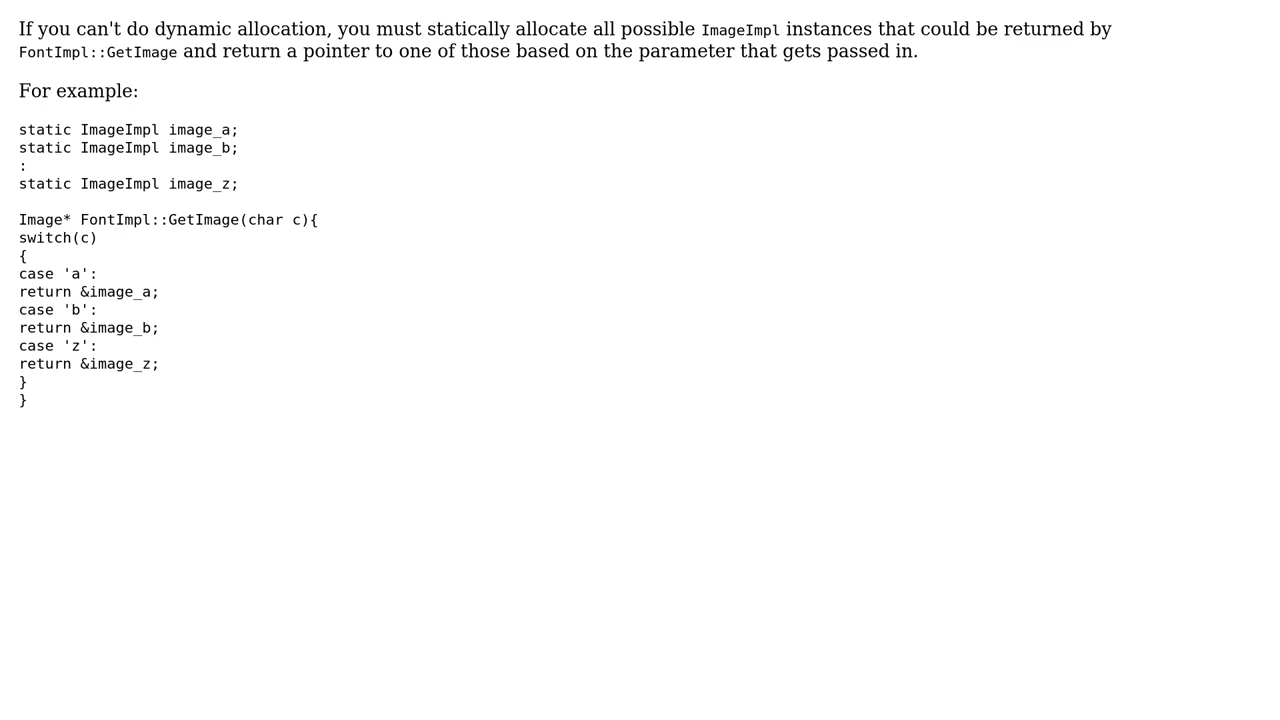 If you can't do dynamic allocation, you must statically allocate all possible ImageImpl instances that could be returned by
FontImpl::GetImage and return a pointer to one of those based on the parameter that gets passed in.
For example:
static ImageImpl image_a;
static ImageImpl image_b;
:
static ImageImpl image_z;
Image* FontImpl::GetImage(char c){
switch(c)
{
case 'a':
return &image_a;
case 'b':
return &image_b;
case 'z':
return &image_z;
}
}